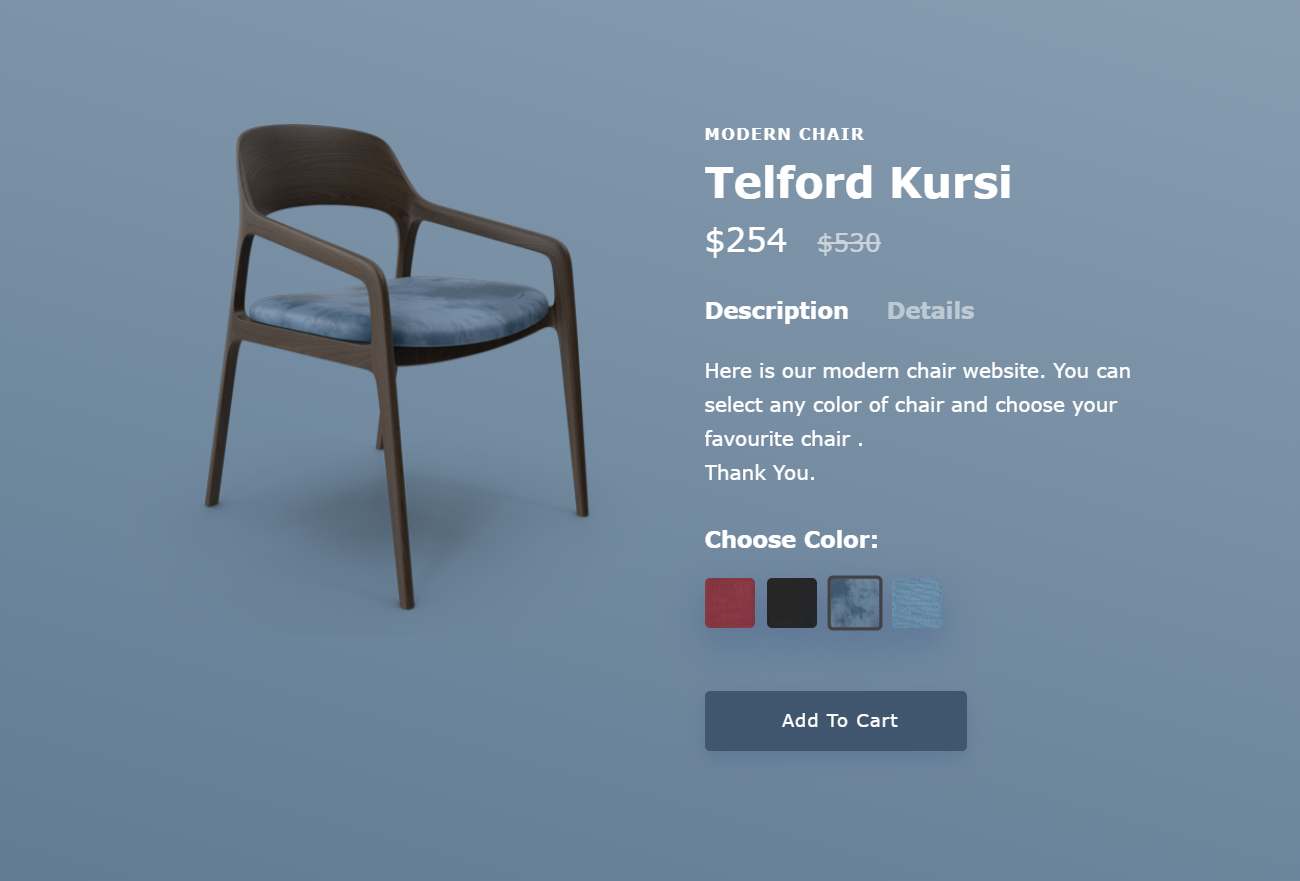 MODERN CHAIR
Telford Kursi
$254 $530
Description Details
Here is our modern chair website. You can
select any color of chair and choose your
favourite chair .
Thank You.
Choose Color:
Add To Cart